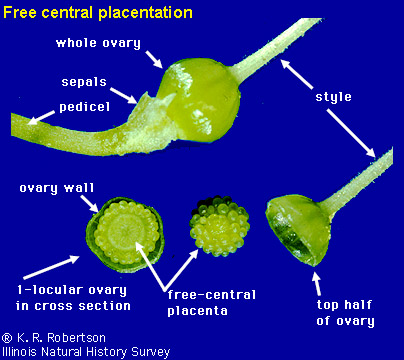 Free central placentation
whole ovary
sepals
pedicel
style
ovary wall
1-locular ovary
in cross section
free-central
placenta
top half
of ovary
® K. R. Robertson
Illinois Natural History Survey